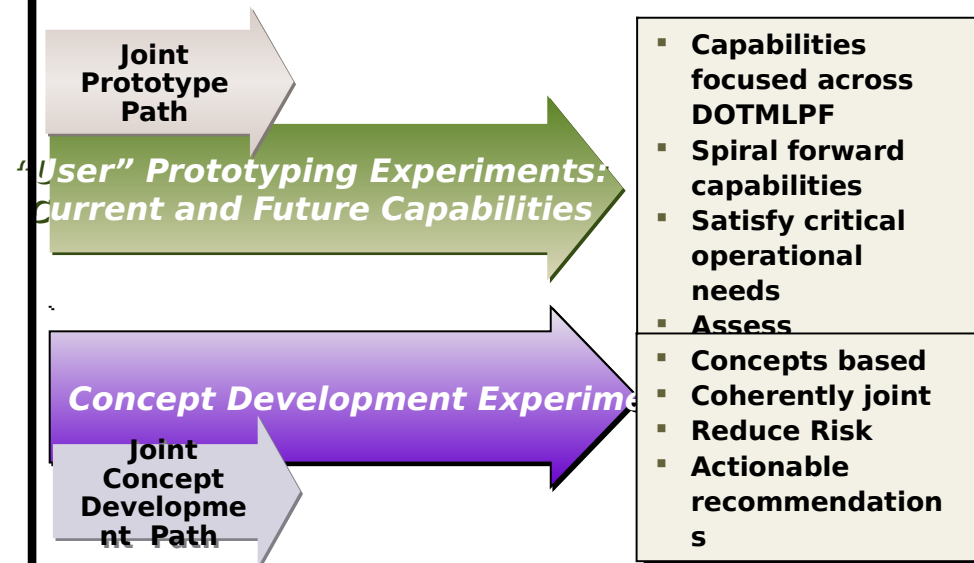 Joint
Prototype
Path
“User” Prototyping Experiments:
Current and Future Capabilities
▪ Capabilities
focused across
DOTMLPF
▪ Spiral forward
capabilities
▪ Satisfy critical
operational
needs
▪ Assess
Concept Development Experime
Joint
Concept
Developme
nt Path
▪ Concepts based
▪ Coherently joint
▪ Reduce Risk
▪ Actionable
recommendation
s